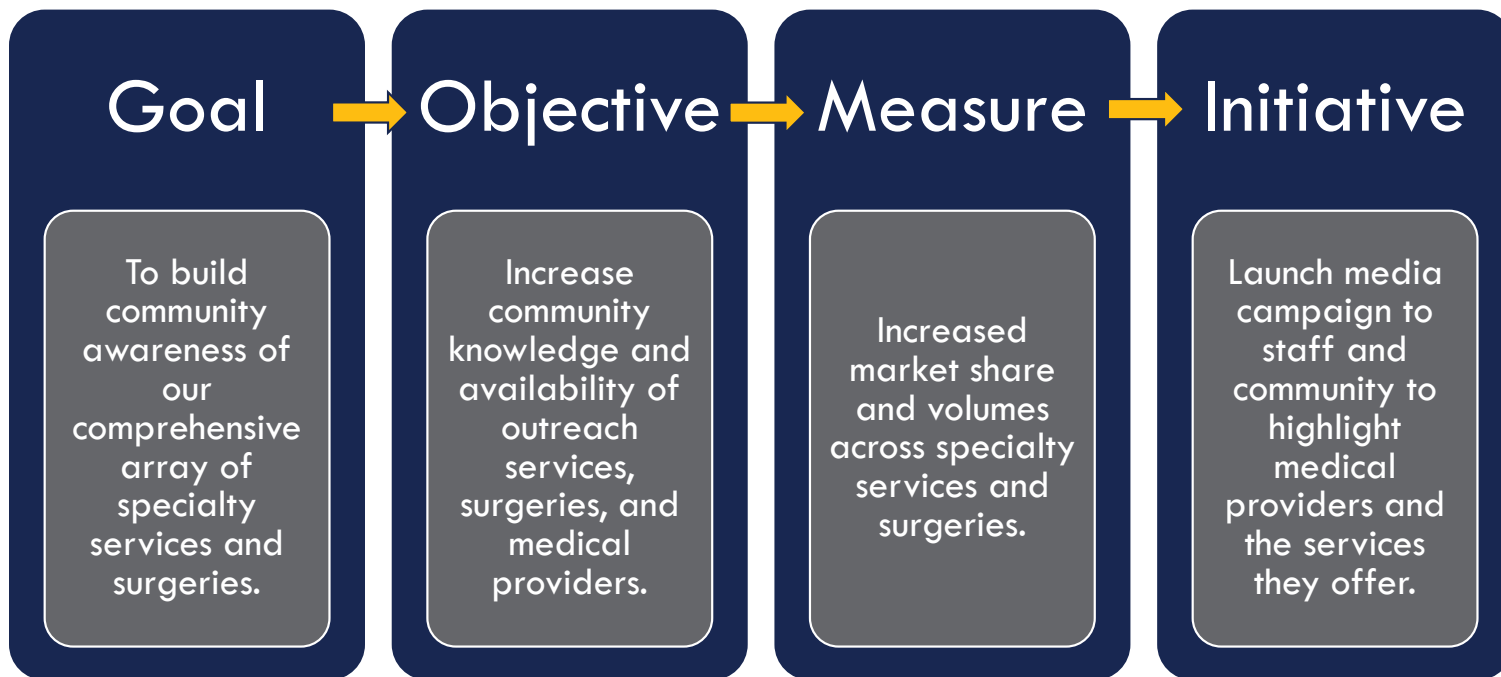 Goal
Objective
Measure
Initiative
To build
community
awareness of
our
comprehensive
array of
specialty
services and
surgeries.
Increase
community
knowledge and
availability of
outreach
services,
surgeries, and
medical
providers.
Increased
market share
and volumes
across specialty
services and
surgeries.
Launch media
campaign to
staff and
community to
highlight
medical
providers and
the services
they offer.